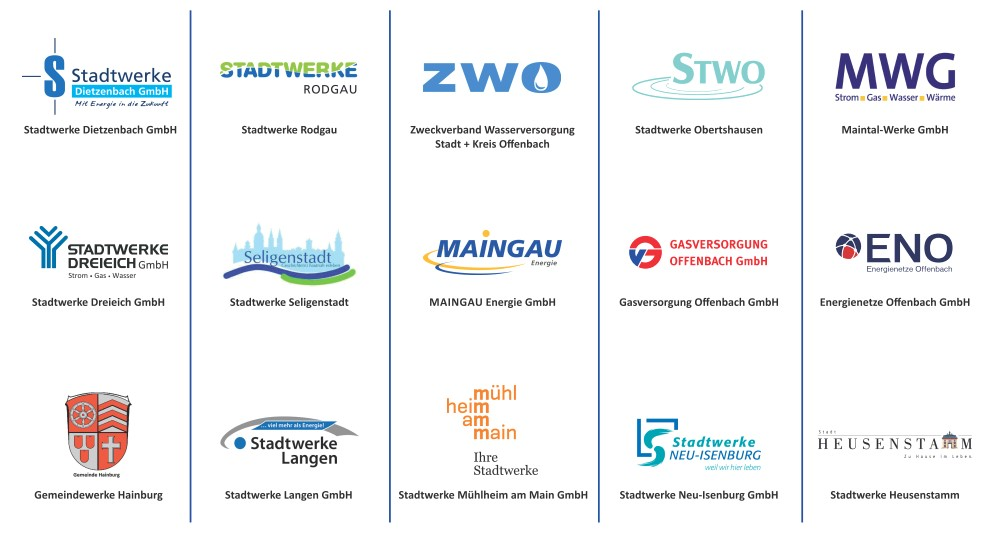 S
Stadtwerke
Dietzenbach GmbH
Mit Energie in die Zukunft
Stadtwerke Dietzenbach GmbH
STADTWERKE
RODGAU
Stadtwerke Rodgau
ZWO
Zweckverband Wasserversorgung
Stadt + Kreis Offenbach
STWO
Stadtwerke Obertshausen
MWG
Strom Gas Wasser Wärme
Maintal-Werke GmbH
STADTWERKE
DREIEICH GmbH
Strom • Gas • Wasser
Stadtwerke Dreieich GmbH
Seligenstadt
Stadtwerke Seligenstadt
MAINGAU
Energie
MAINGAU Energie GmbH
GASVERSORGUNG
OFFENBACH GmbH
Gasversorgung Offenbach GmbH
ENO
Energienetze Offenbach
Energienetze Offenbach GmbH
Gemeinde Hainburg
Gemeindewerke Hainburg
... viel mehr als Energie!
Stadtwerke
Langen
Stadtwerke Langen GmbH
mühl
heim
am
main
Ihre
Stadtwerke
Stadtwerke Mühlheim am Main GmbH
Stadtwerke
NEU-ISENBURG
weil wir hier leben
Stadtwerke Neu-Isenburg GmbH
Stadt
HEUSENSTAMM
Zu Hause im Leben
Stadtwerke Heusenstamm